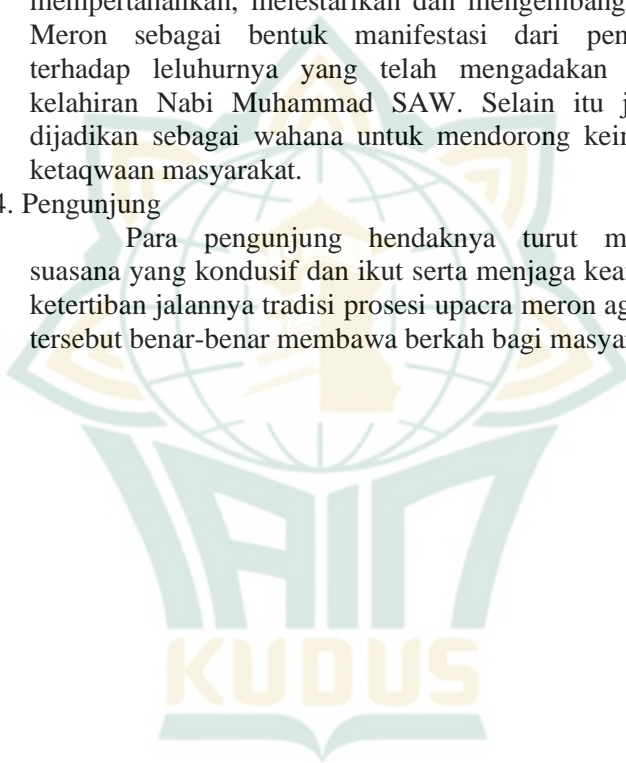 mempertahankan, melestarikan dan mengembang
Meron sebagai bentuk manifestasi dari pen
terhadap leluhurnya yang telah mengadakan
kelahiran Nabi Muhammad SAW. Selain itu j
dijadikan sebagai wahana untuk mendorong kein
ketaqwaan masyarakat.
4. Pengunjung
Para pengunjung hendaknya turut m
suasana yang kondusif dan ikut serta menjaga kea
ketertiban jalannya tradisi prosesi upacra meron ag
tersebut benar-benar membawa berkah bagi masya
IAIN
KUDUS